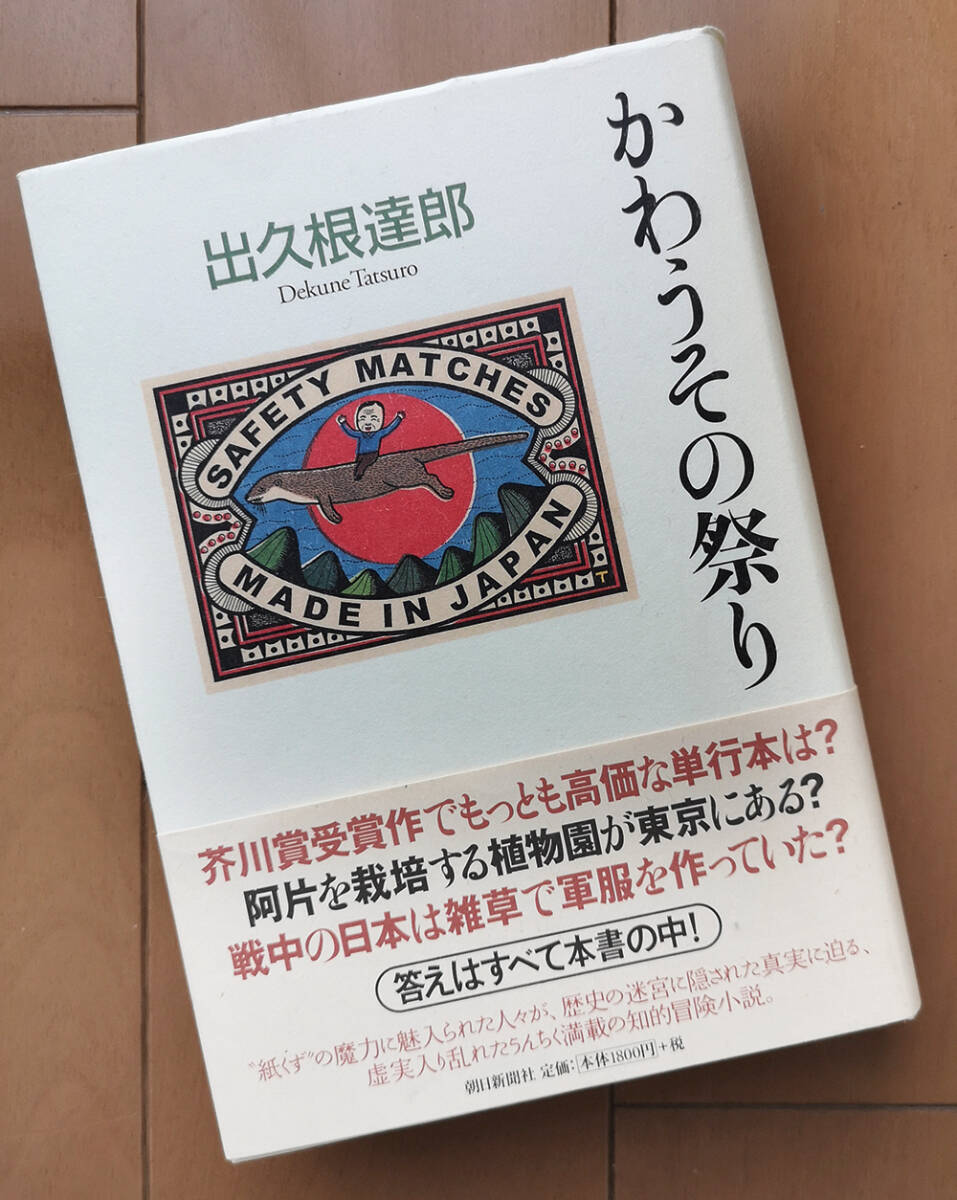 かわうその祭り
出久根達郎
Dekune Tatsuro
SAFETY MATCHES
MADE IN JAPAN
T
芥川賞受賞作でもっとも高価な単行本は?
阿片を栽培する植物園が東京にある?
戦中の日本は雑草で軍服を作っていた?
答えはすべて本書の中!
"紙くず"の魔力に魅入られた人々が、歴史の迷宮に隠された真実に迫る、
虚実入り乱れたうんちく満載の知的冒険小説。
朝日新聞社 定価:本体1800円+税